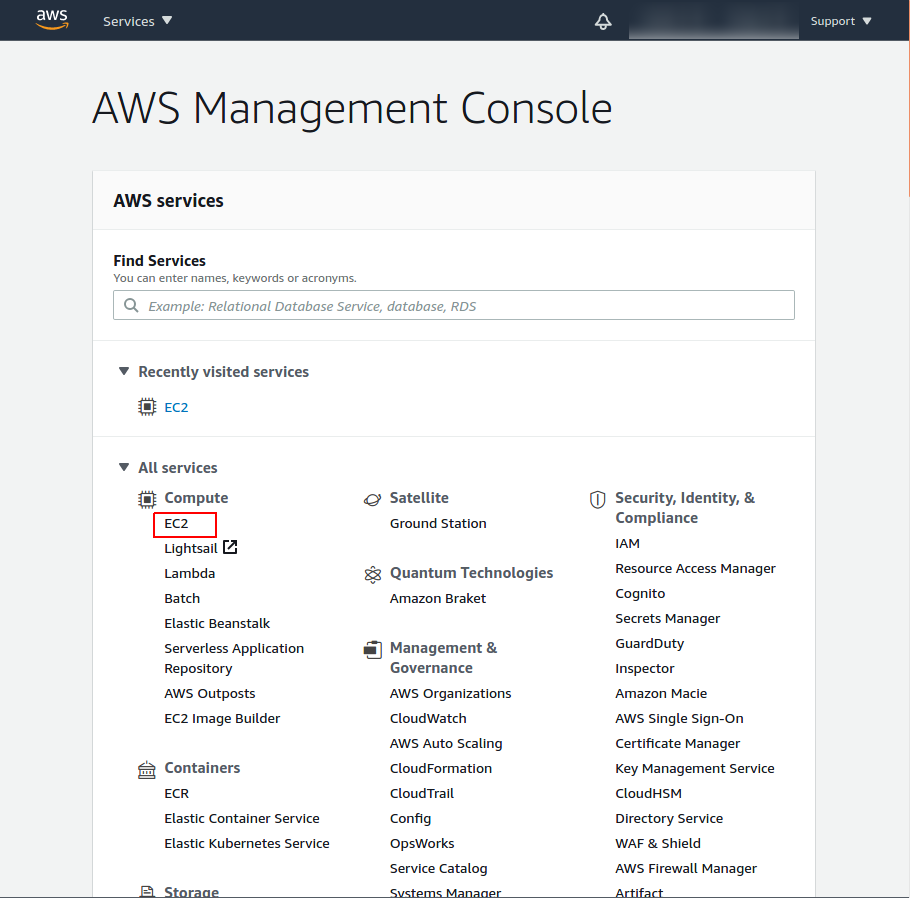 aws
Services
Support
AWS Management Console
AWS services
Find Services
You can enter names, keywords or acronyms.
Example: Relational Database Service, database, RDS
Recently visited services
EC2
All services
Compute
EC2
Lightsail
Lambda
Batch
Elastic Beanstalk
Serverless Application
Repository
AWS Outposts
EC2 Image Builder
Containers
ECR
Elastic Container Service
Elastic Kubernetes Service
Storage
Satellite
Ground Station
Quantum Technologies
Amazon Braket
Management &
Governance
AWS Organizations
CloudWatch
AWS Auto Scaling
CloudFormation
CloudTrail
Config
OpsWorks
Service Catalog
Systems Manager
Security, Identity, &
Compliance
IAM
Resource Access Manager
Cognito
Secrets Manager
GuardDuty
Inspector
Amazon Macie
AWS Single Sign-On
Certificate Manager
Key Management Service
CloudHSM
Directory Service
WAF & Shield
AWS Firewall Manager
Artifact